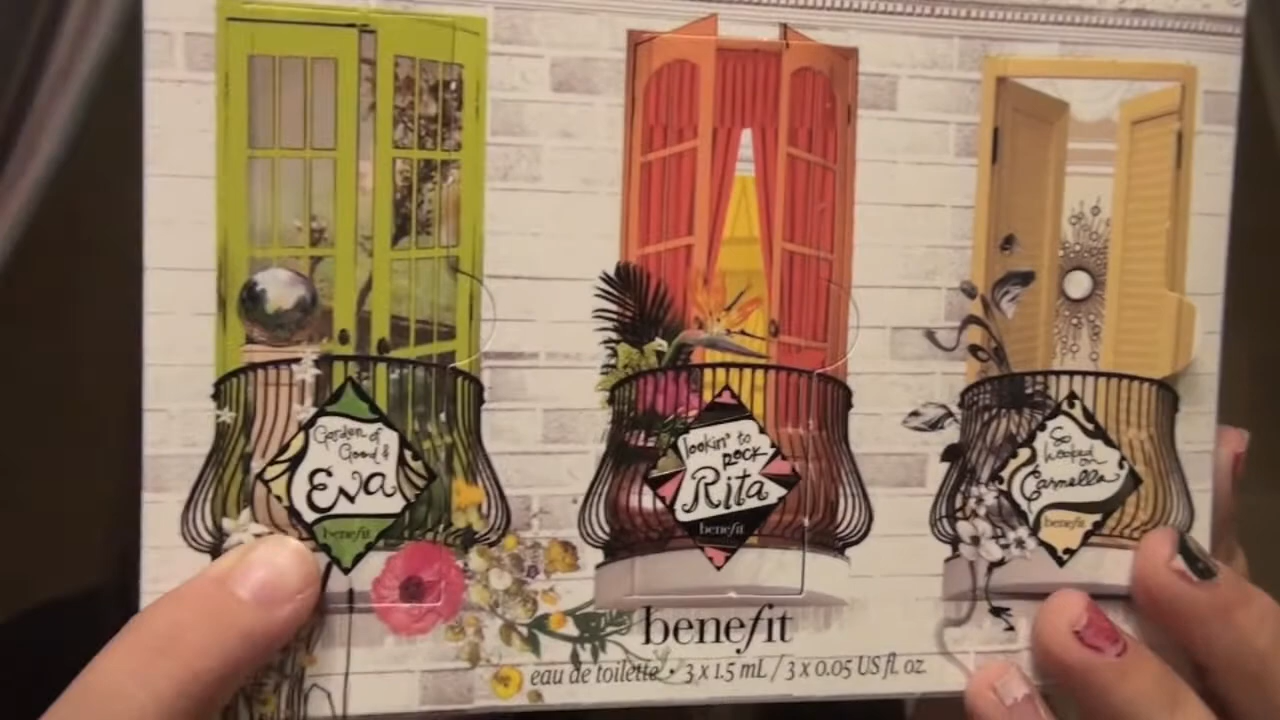 Garden of
Good &
Eva
benefit
lookin' to
rock
Rita
benefit
So
hooked on
Carmella
benefit
benefit
eau de toilette • 3 x 1.5 mL / 3 x 0.05 US fl. oz.